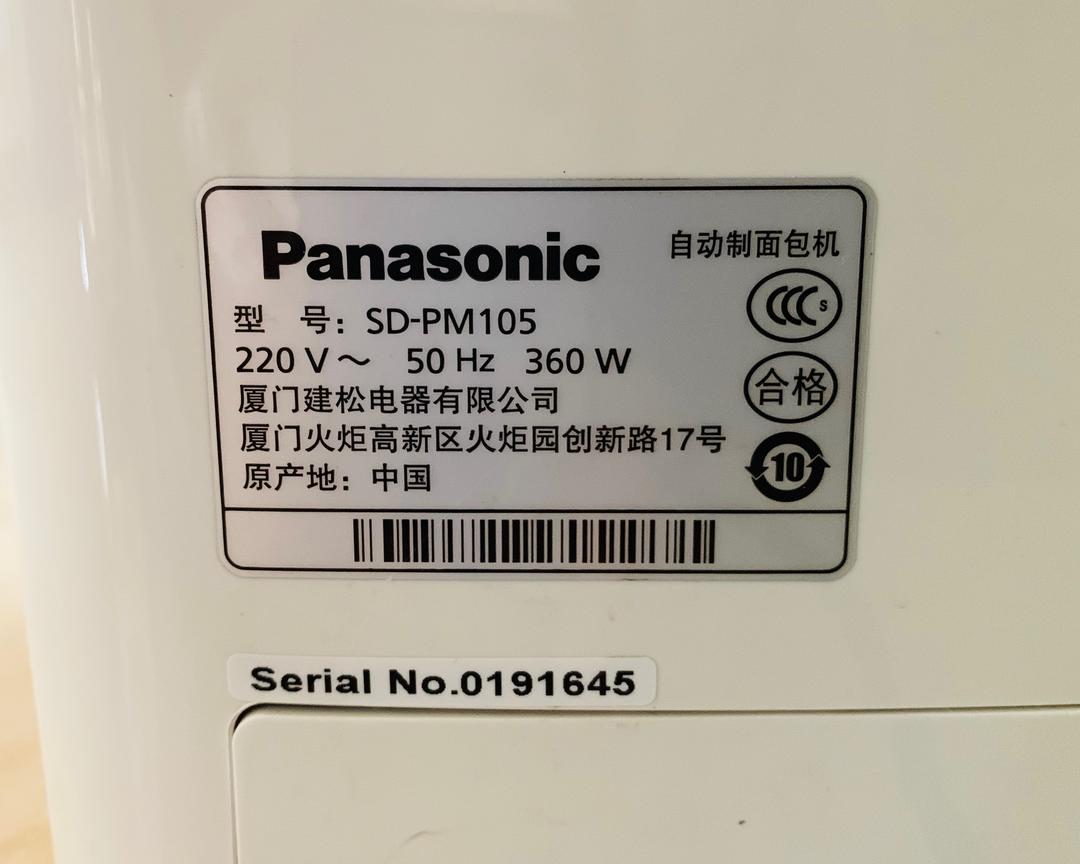 Panasonic
自动制面包机
型 号：SD-PM105
220 V～ 50 Hz 360 W
厦门建松电器有限公司
厦门火炬高新区火炬园创新路17号
原产地：中国
CCC S
合格
10
Serial No.0191645